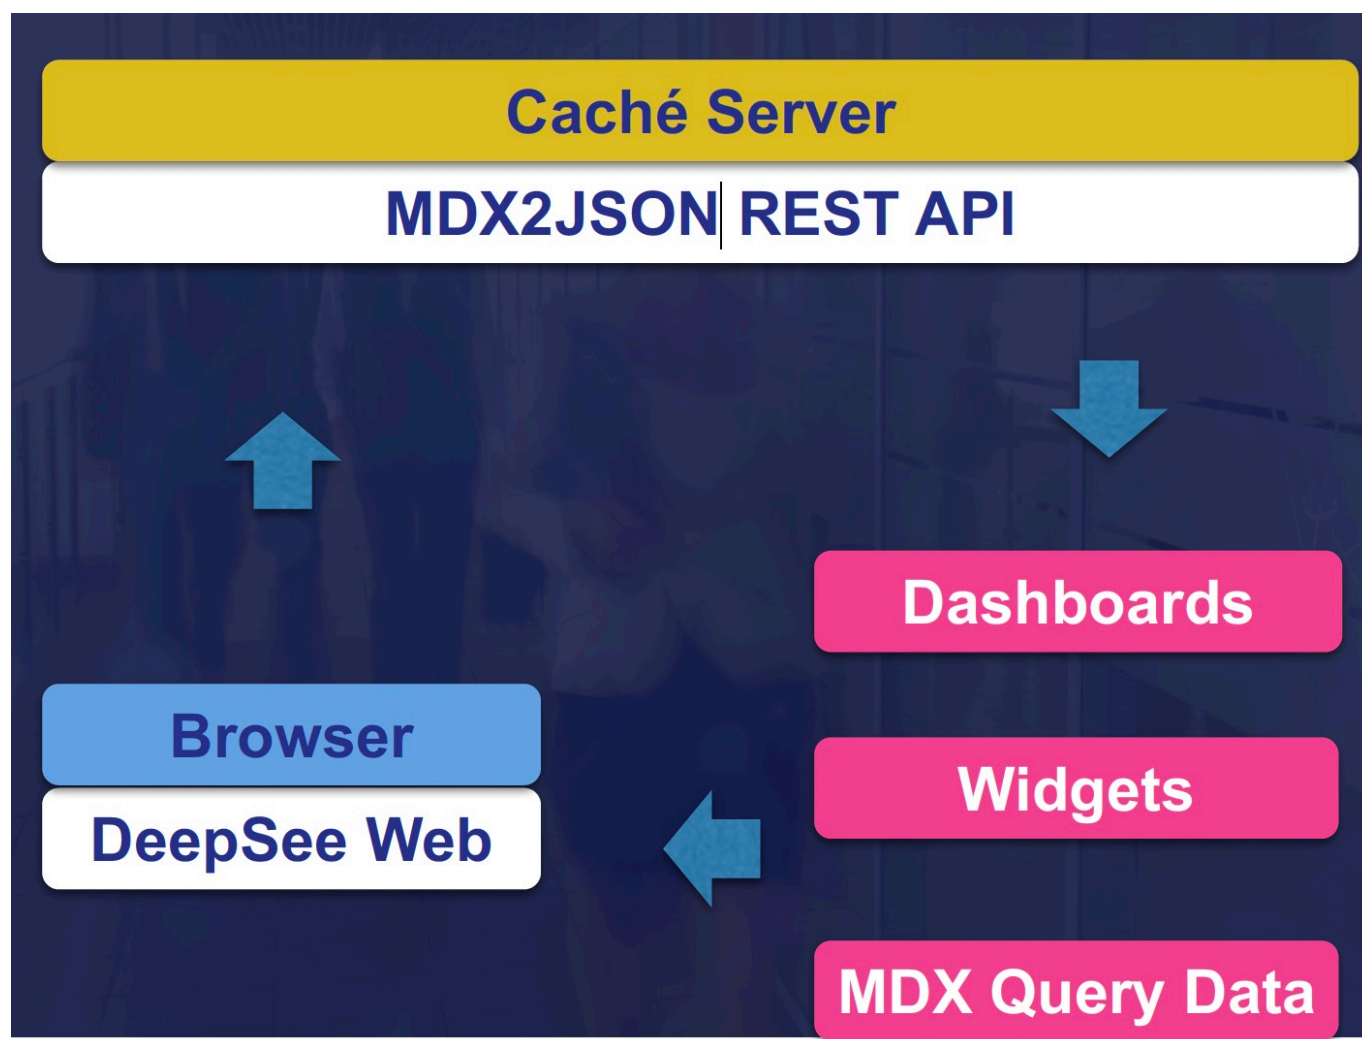 Caché Server
MDX2JSON REST API
Dashboards
Browser
Widgets
DeepSee Web
MDX Query Data